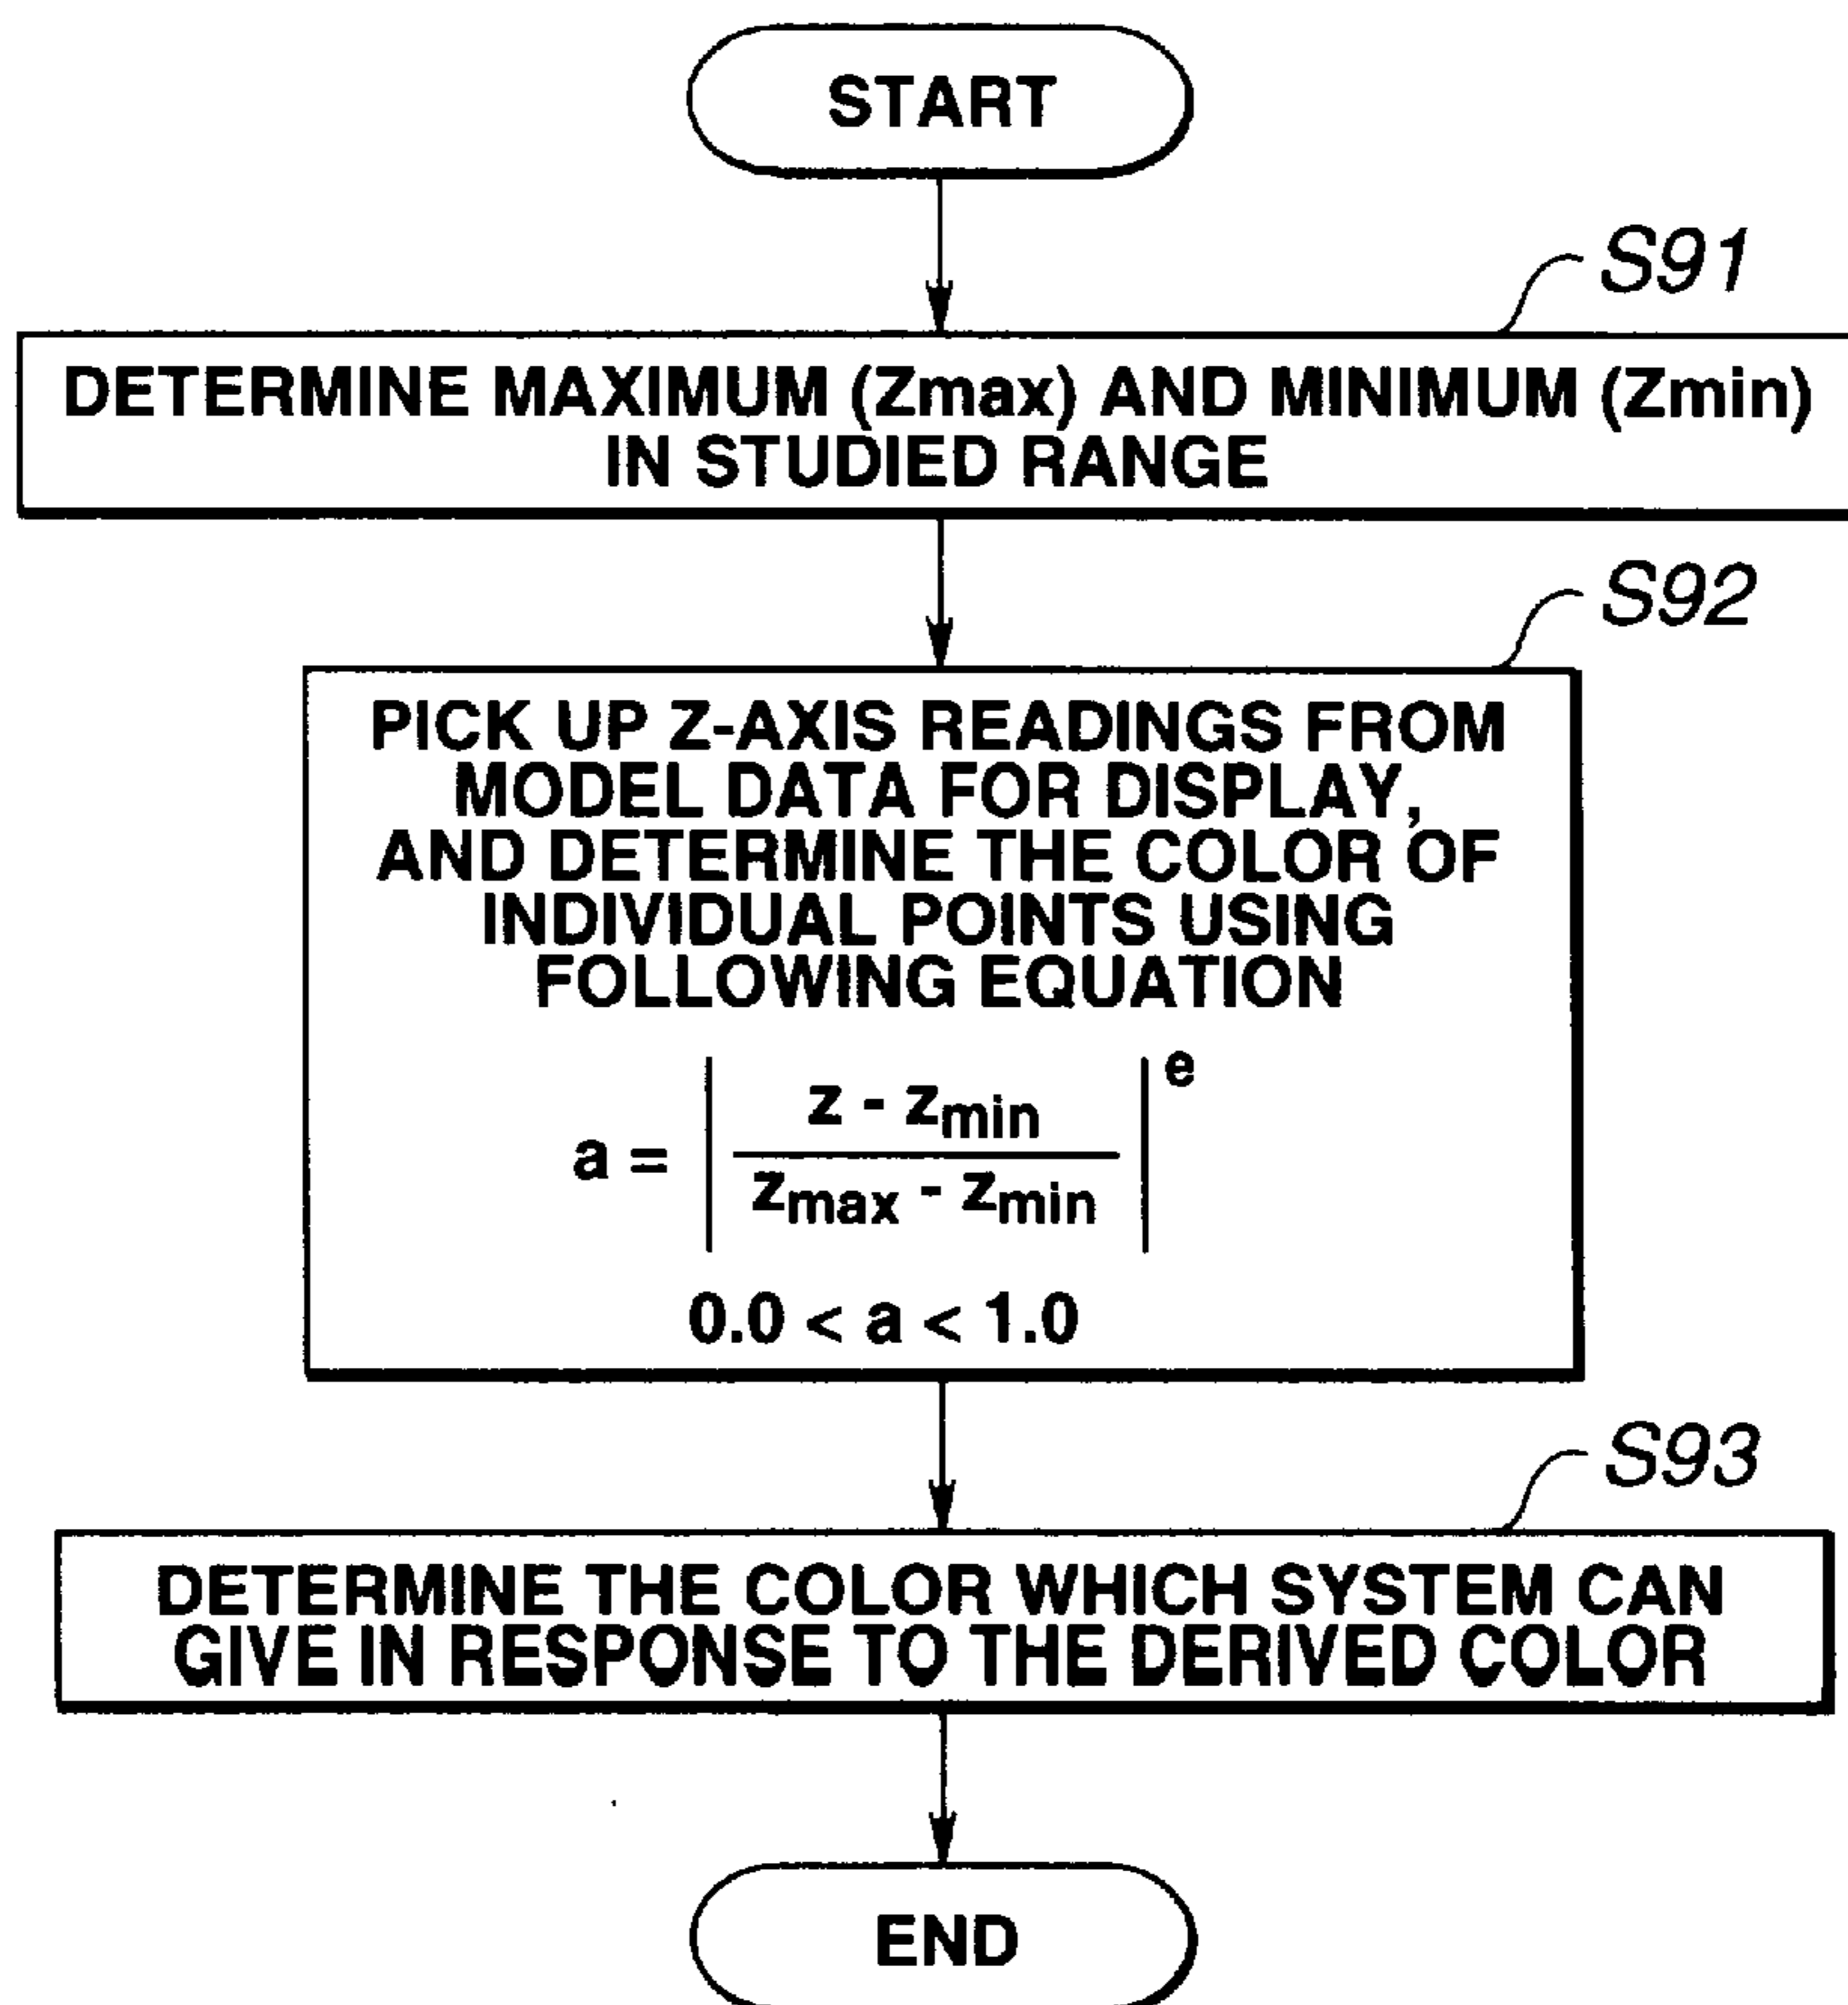 START
S91
DETERMINE MAXIMUM (Zmax) AND MINIMUM (Zmin)
IN STUDIED RANGE
S92
PICK UP Z-AXIS READINGS FROM
MODEL DATA FOR DISPLAY,
AND DETERMINE THE COLOR OF
INDIVIDUAL POINTS USING
FOLLOWING EQUATION
a = | (z - zmin) / (zmax - zmin) |^e
0.0 < a < 1.0
S93
DETERMINE THE COLOR WHICH SYSTEM CAN
GIVE IN RESPONSE TO THE DERIVED COLOR
END